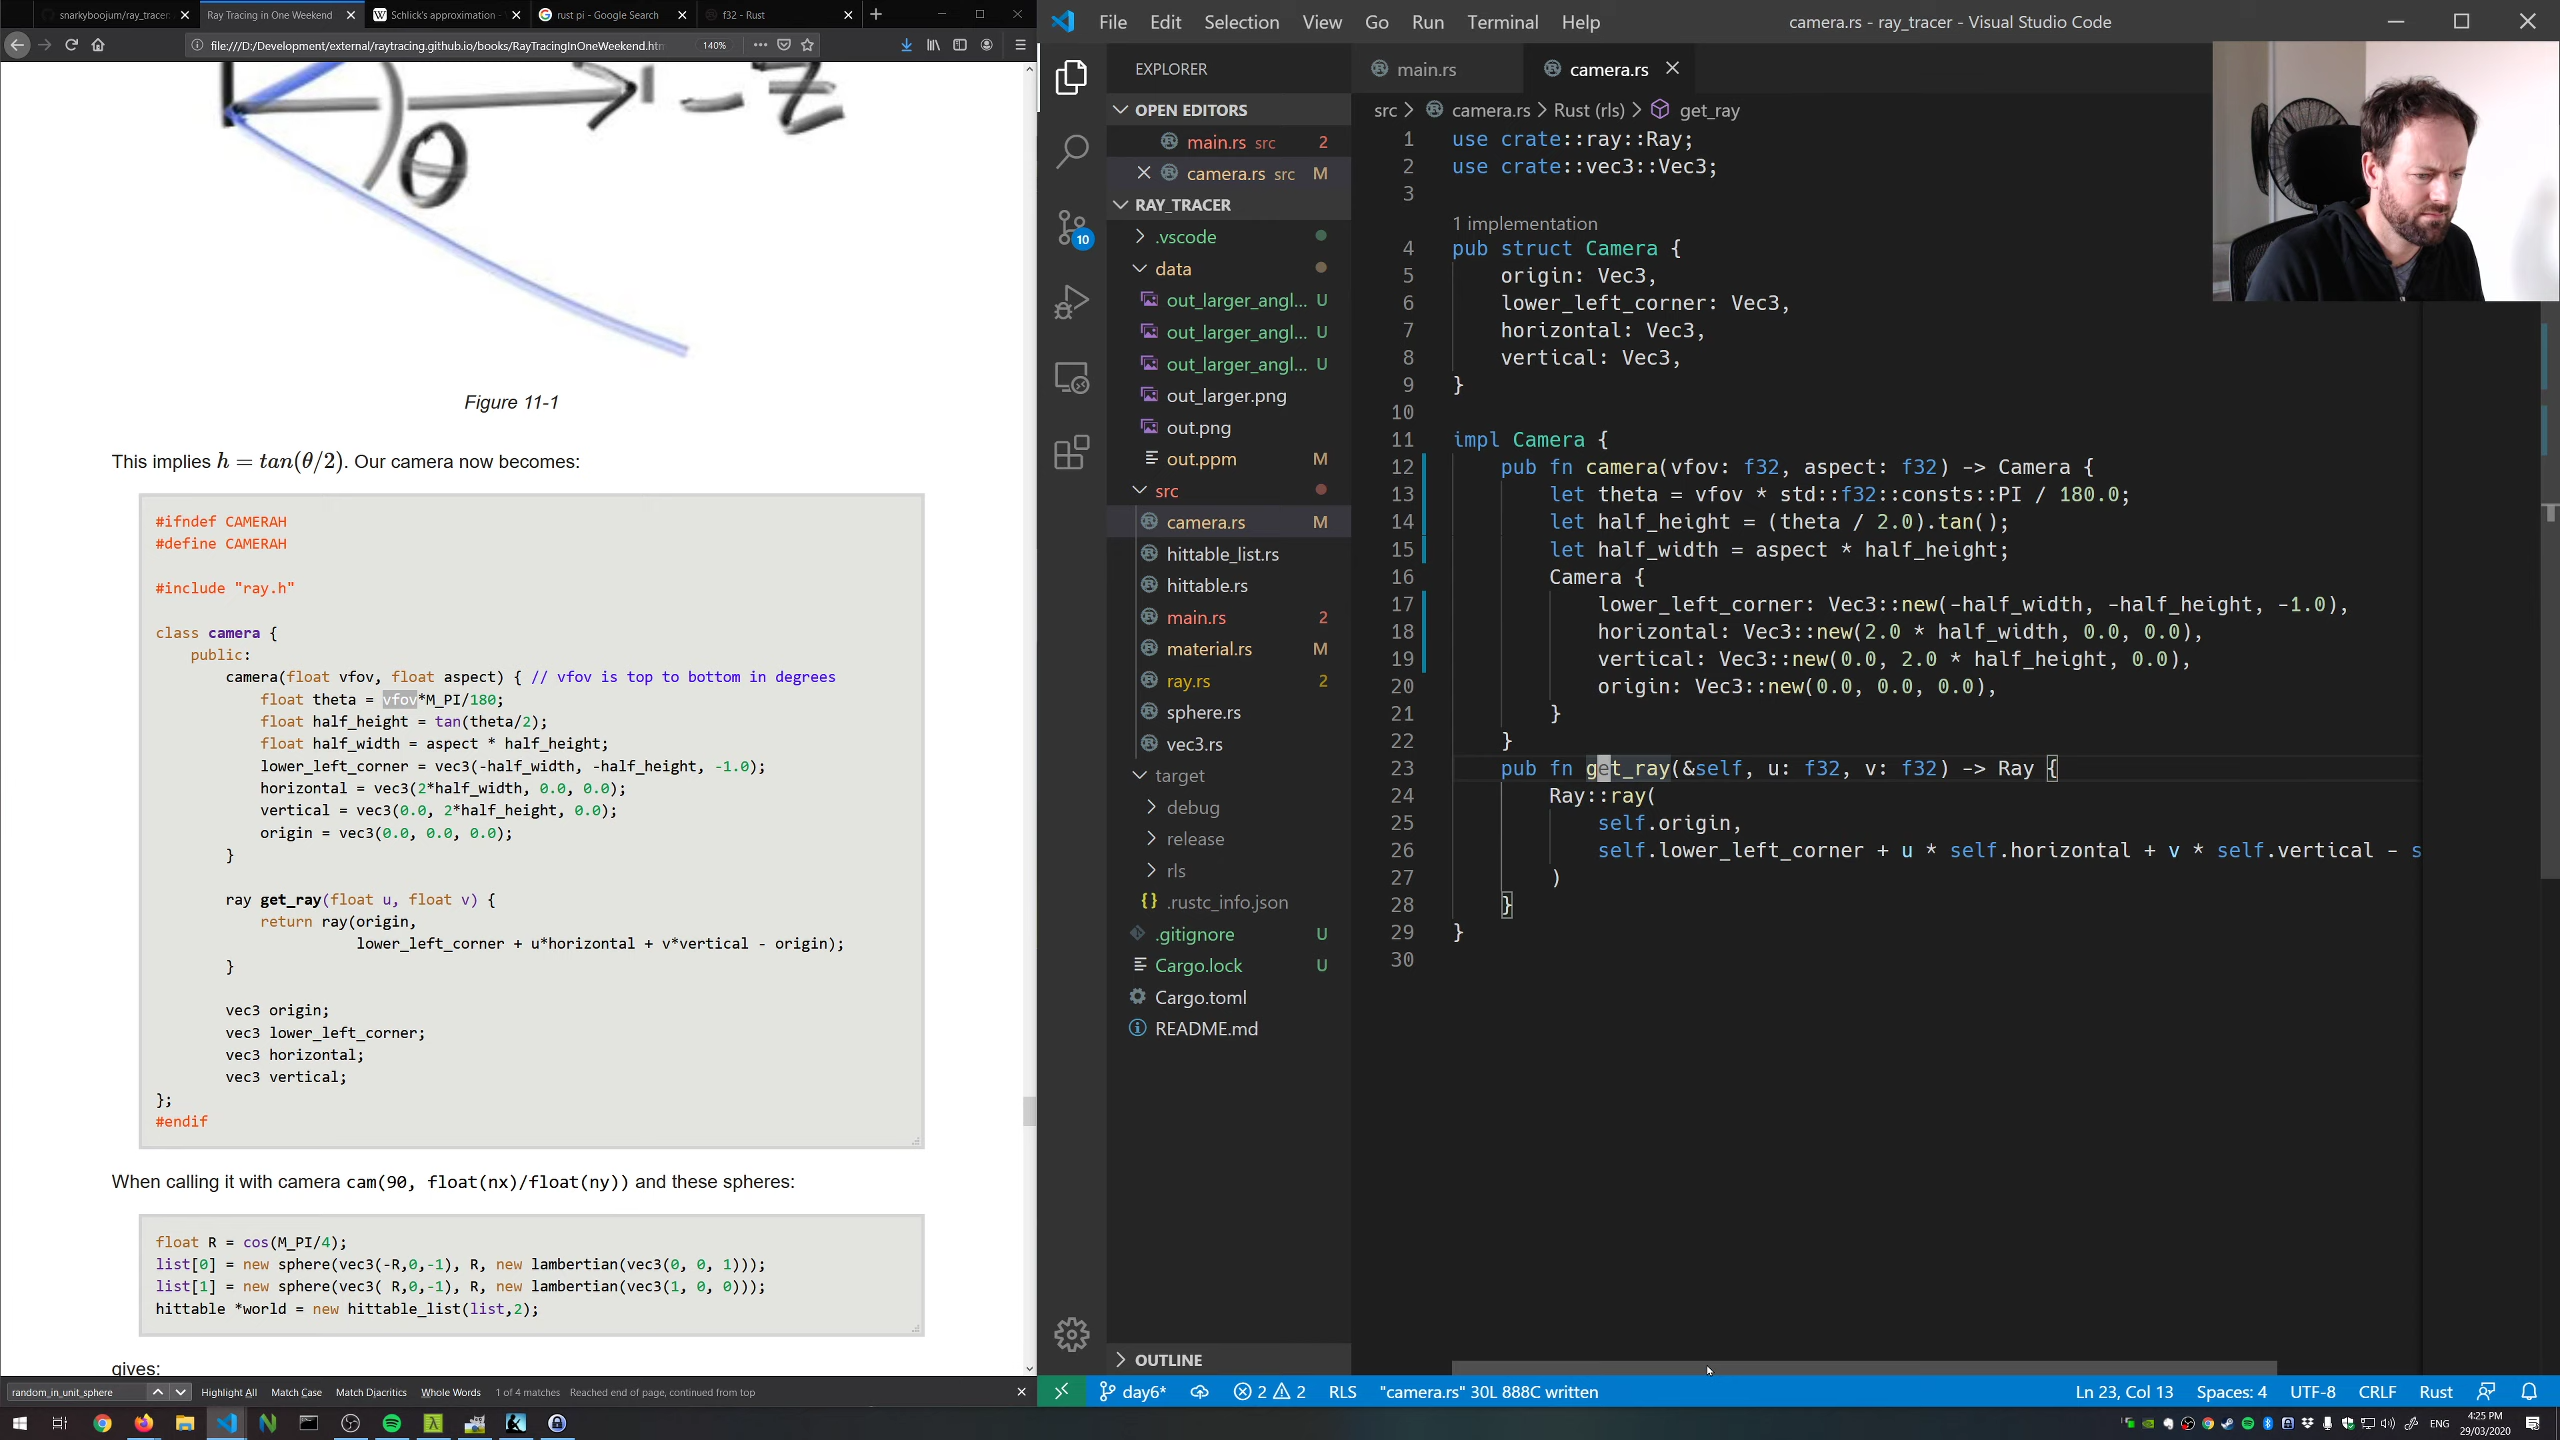 snarkyboojum/ray_tracer:
Ray Tracing in One Weekend
Schlick's approximation -
rust pi - Google Search
f32 - Rust
file:///D:/Development/external/raytracing.github.io/books/RayTracingInOneWeekend.htm
140%
- z
θ
Figure 11-1
This implies h = tan(θ/2). Our camera now becomes:
#ifndef CAMERAH
#define CAMERAH
#include "ray.h"
class camera {
public:
camera(float vfov, float aspect) { // vfov is top to bottom in degrees
float theta = vfov*M_PI/180;
float half_height = tan(theta/2);
float half_width = aspect * half_height;
lower_left_corner = vec3(-half_width, -half_height, -1.0);
horizontal = vec3(2*half_width, 0.0, 0.0);
vertical = vec3(0.0, 2*half_height, 0.0);
origin = vec3(0.0, 0.0, 0.0);
}
ray get_ray(float u, float v) {
return ray(origin,
lower_left_corner + u*horizontal + v*vertical - origin);
}
vec3 origin;
vec3 lower_left_corner;
vec3 horizontal;
vec3 vertical;
};
#endif
When calling it with camera cam(90, float(nx)/float(ny)) and these spheres:
float R = cos(M_PI/4);
list[0] = new sphere(vec3(-R,0,-1), R, new lambertian(vec3(0, 0, 1)));
list[1] = new sphere(vec3( R,0,-1), R, new lambertian(vec3(1, 0, 0)));
hittable *world = new hittable_list(list,2);
gives:
random_in_unit_sphere
Highlight All Match Case Match Diacritics Whole Words 1 of 4 matches Reached end of page, continued from top
File Edit Selection View Go Run Terminal Help
camera.rs - ray_tracer - Visual Studio Code
10
EXPLORER
OPEN EDITORS
main.rs src 2
camera.rs src M
RAY_TRACER
.vscode
data
out_larger_angl... U
out_larger_angl... U
out_larger_angl... U
out_larger.png
out.png
out.ppm M
src
camera.rs M
hittable_list.rs
hittable.rs
main.rs 2
material.rs M
ray.rs 2
sphere.rs
vec3.rs
target
debug
release
rls
{} .rustc_info.json
.gitignore U
Cargo.lock U
Cargo.toml
README.md
OUTLINE
main.rs
camera.rs
src > camera.rs > Rust (rls) > get_ray
1 use crate::ray::Ray;
2 use crate::vec3::Vec3;
3
1 implementation
4 pub struct Camera {
5 origin: Vec3,
6 lower_left_corner: Vec3,
7 horizontal: Vec3,
8 vertical: Vec3,
9 }
10
11 impl Camera {
12 pub fn camera(vfov: f32, aspect: f32) -> Camera {
13 let theta = vfov * std::f32::consts::PI / 180.0;
14 let half_height = (theta / 2.0).tan();
15 let half_width = aspect * half_height;
16 Camera {
17 lower_left_corner: Vec3::new(-half_width, -half_height, -1.0),
18 horizontal: Vec3::new(2.0 * half_width, 0.0, 0.0),
19 vertical: Vec3::new(0.0, 2.0 * half_height, 0.0),
20 origin: Vec3::new(0.0, 0.0, 0.0),
21 }
22 }
23 pub fn get_ray(&self, u: f32, v: f32) -> Ray {
24 Ray::ray(
25 self.origin,
26 self.lower_left_corner + u * self.horizontal + v * self.vertical - s
27 )
28 }
29 }
30
day6* 2 2 RLS "camera.rs" 30L 888C written
Ln 23, Col 13 Spaces: 4 UTF-8 CRLF Rust
ENG
4:25 PM
29/03/2020